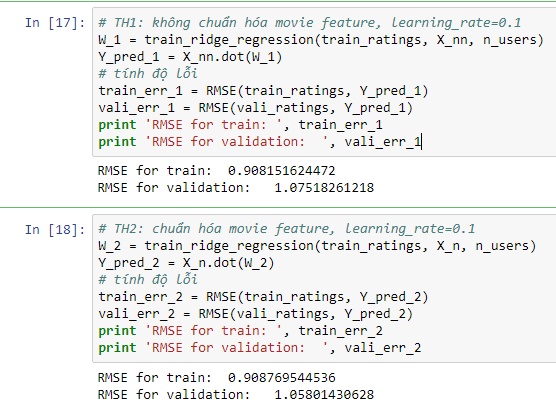 In [17]:
# TH1: không chuẩn hóa movie feature, learning_rate=0.1
W_1 = train_ridge_regression(train_ratings, X_nn, n_users)
Y_pred_1 = X_nn.dot(W_1)
# tính độ lỗi
train_err_1 = RMSE(train_ratings, Y_pred_1)
vali_err_1 = RMSE(vali_ratings, Y_pred_1)
print 'RMSE for train: ', train_err_1
print 'RMSE for validation:  ', vali_err_1
RMSE for train:  0.908151624472
RMSE for validation:   1.07518261218
In [18]:
# TH2: chuẩn hóa movie feature, learning_rate=0.1
W_2 = train_ridge_regression(train_ratings, X_n, n_users)
Y_pred_2 = X_n.dot(W_2)
# tính độ lỗi
train_err_2 = RMSE(train_ratings, Y_pred_2)
vali_err_2 = RMSE(vali_ratings, Y_pred_2)
print 'RMSE for train: ', train_err_2
print 'RMSE for validation:  ', vali_err_2
RMSE for train:  0.908769544536
RMSE for validation:   1.05801430628